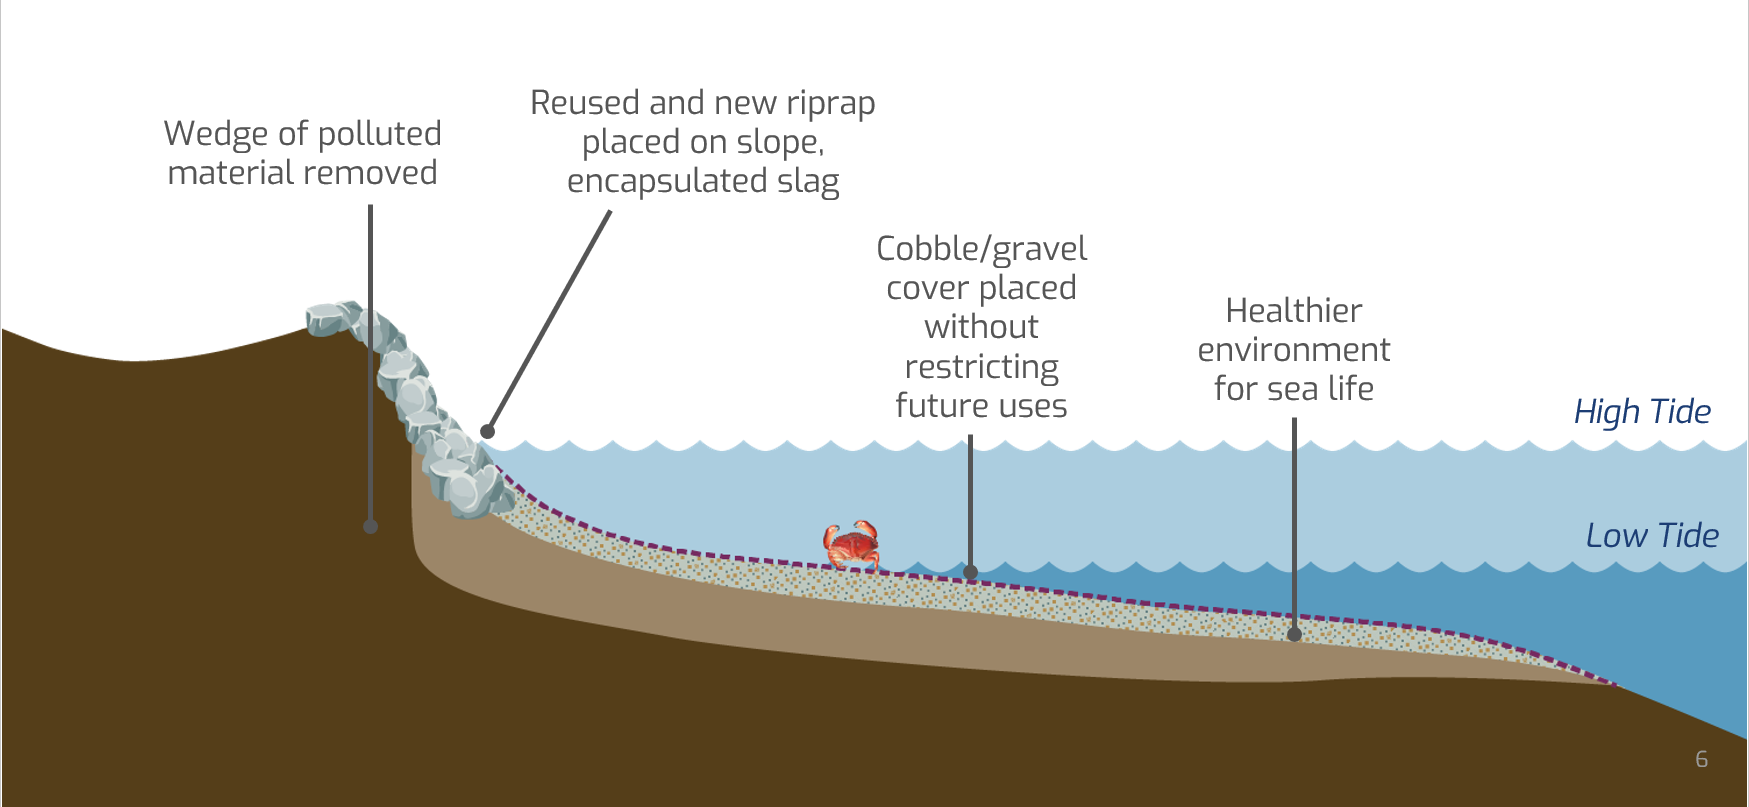 Wedge of polluted
material removed
Reused and new riprap
placed on slope,
encapsulated slag
Cobble/gravel
cover placed
without
restricting
future uses
Healthier
environment
for sea life
High Tide
Low Tide
6